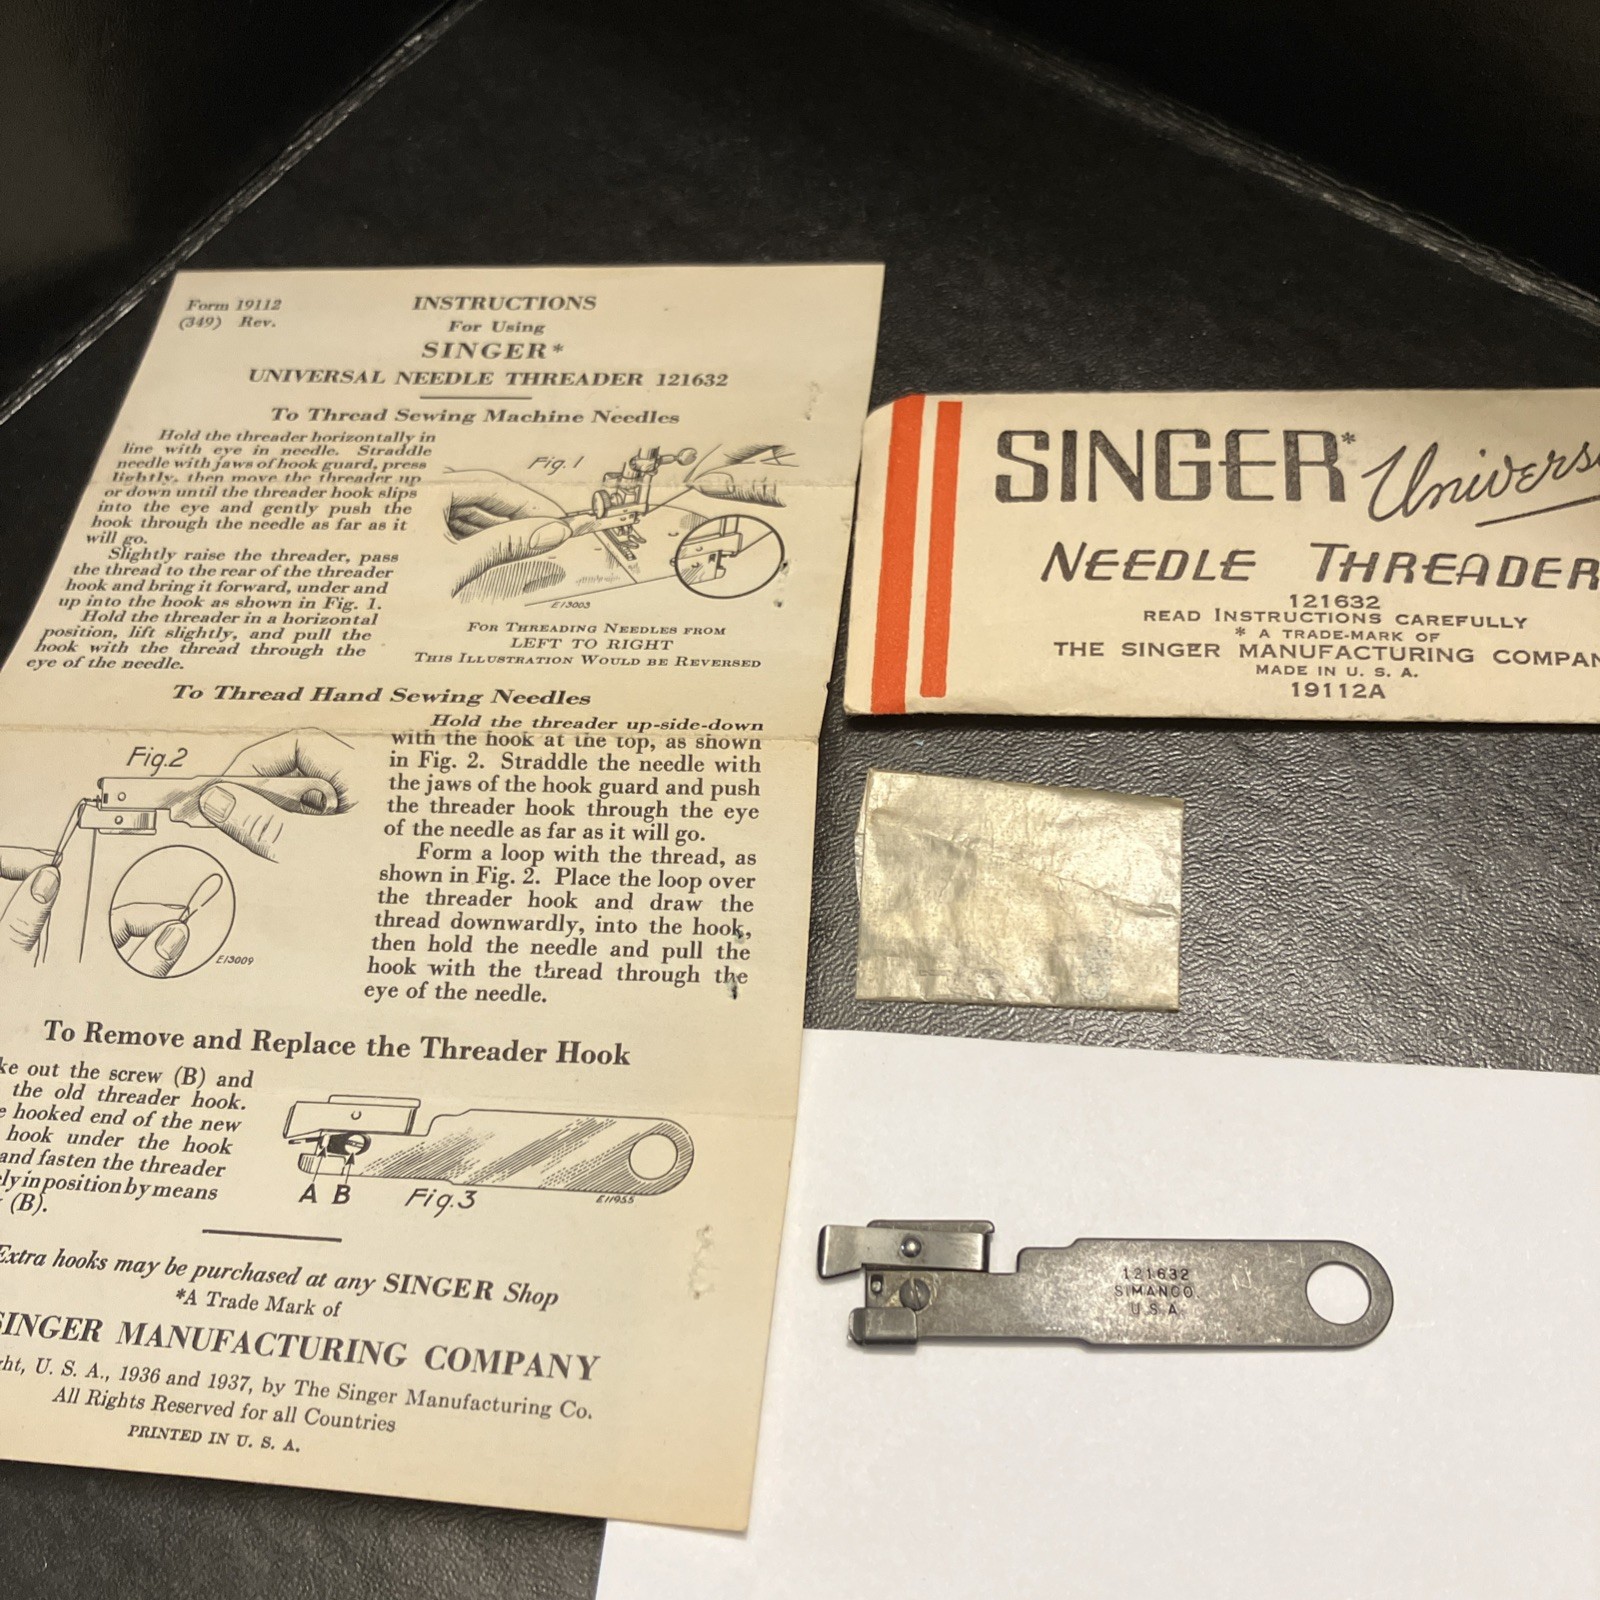 Form 19112
(349) Rev.
INSTRUCTIONS
For Using
SINGER*
UNIVERSAL NEEDLE THREADER 121632
To Thread Sewing Machine Needles
Hold the threader horizontally in
line with eye in needle. Straddle
needle with jaws of hook guard, press
lightly, then move the threader up
or down until the threader hook slips
into the eye and gently push the
hook through the needle as far as it
will go.
Slightly raise the threader, pass
the thread to the rear of the threader
hook and bring it forward, under and
up into the hook as shown in Fig. 1.
Hold the threader in a horizontal
position, lift slightly, and pull the
hook with the thread through the
eye of the needle.
Fig. 1
E13003
FOR THREADING NEEDLES FROM
LEFT TO RIGHT
THIS ILLUSTRATION WOULD BE REVERSED
To Thread Hand Sewing Needles
Fig. 2
E13009
Hold the threader up-side-down
with the hook at the top, as shown
in Fig. 2. Straddle the needle with
the jaws of the hook guard and push
the threader hook through the eye
of the needle as far as it will go.
Form a loop with the thread, as
shown in Fig. 2. Place the loop over
the threader hook and draw the
thread downwardly, into the hook,
then hold the needle and pull the
hook with the thread through the
eye of the needle.
To Remove and Replace the Threader Hook
ke out the screw (B) and
the old threader hook.
e hooked end of the new
hook under the hook
and fasten the threader
ly in position by means
(B).
A B
Fig. 3
E11955
Extra hooks may be purchased at any SINGER Shop
*A Trade Mark of
SINGER MANUFACTURING COMPANY
ht, U. S. A., 1936 and 1937, by The Singer Manufacturing Co.
All Rights Reserved for all Countries
PRINTED IN U. S. A.
SINGER* Univers
NEEDLE THREADER
121632
READ INSTRUCTIONS CAREFULLY
* A TRADE-MARK OF
THE SINGER MANUFACTURING COMPAN
MADE IN U. S. A.
19112A
121632
SIMANCO
U.S.A.